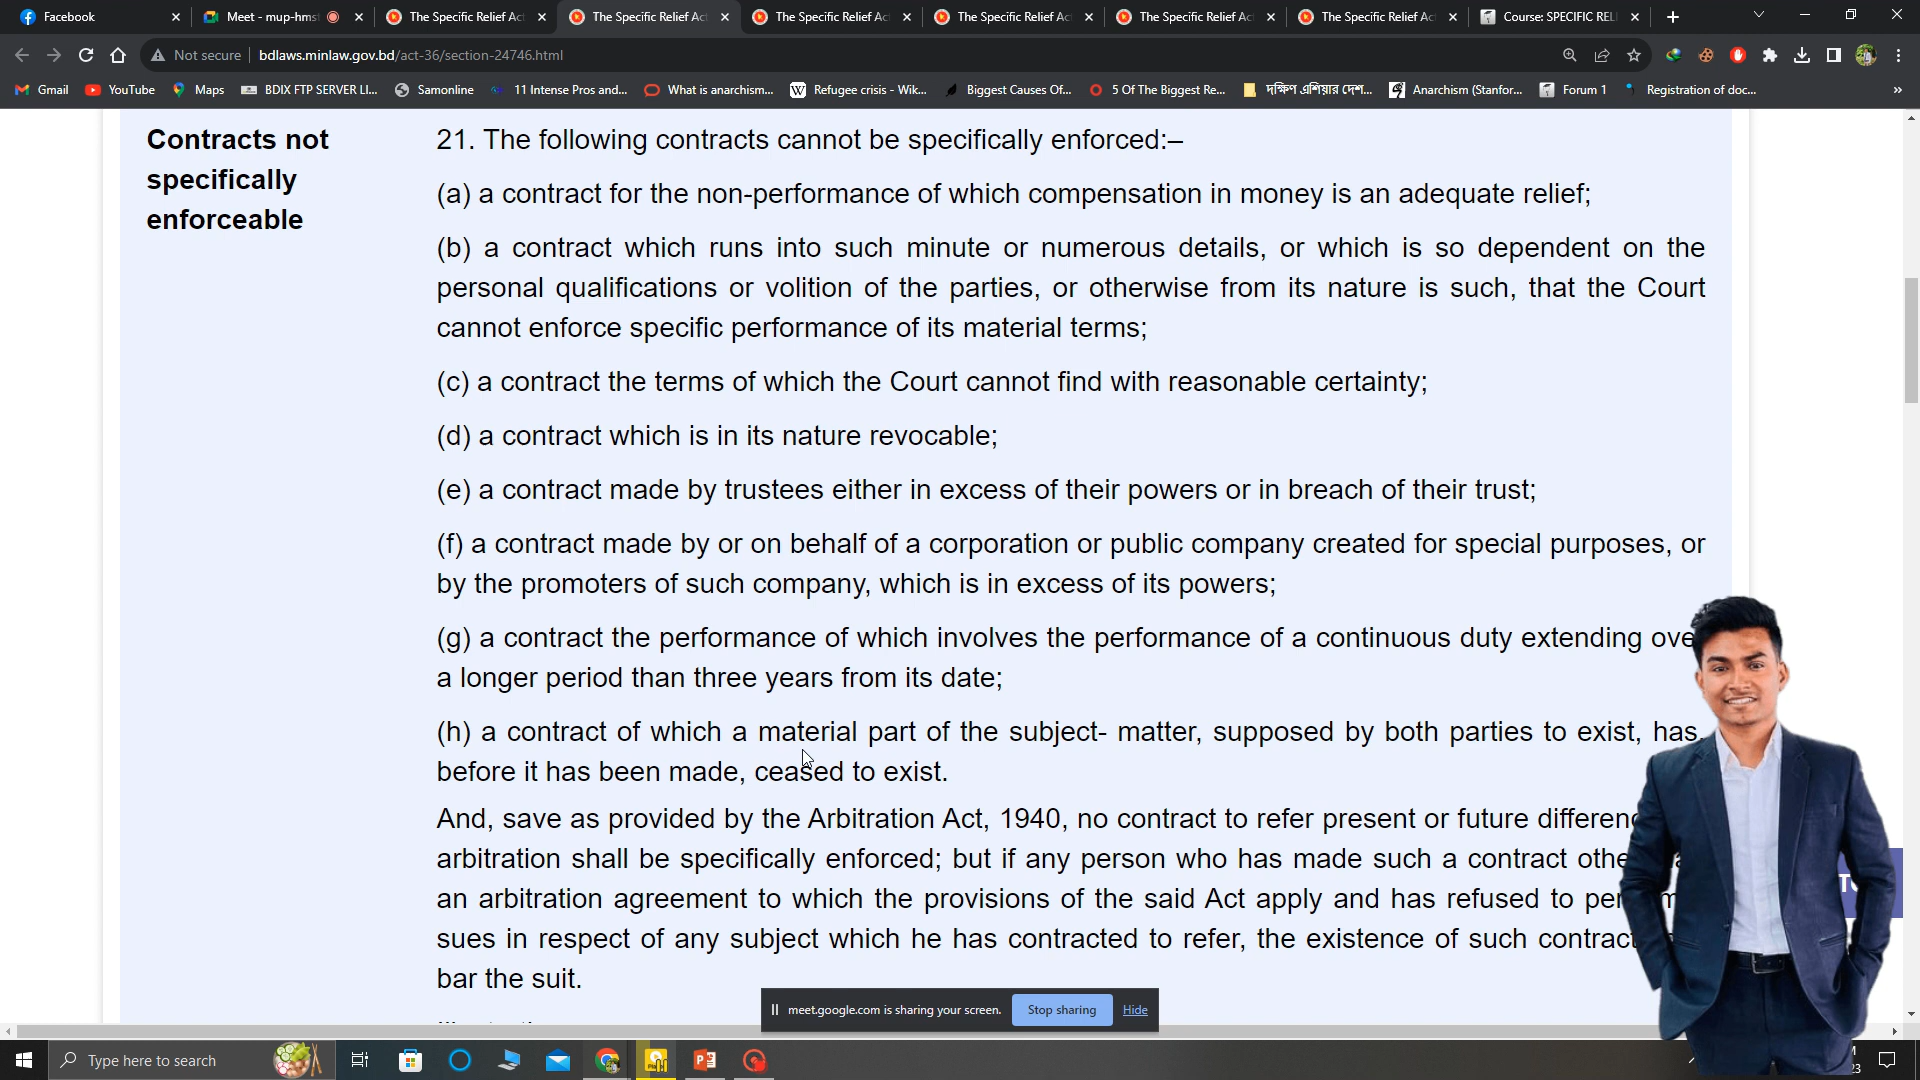 Facebook
Meet - mup-hms
The Specific Relief Ac
The Specific Relief Ac
The Specific Relief Ac
The Specific Relief Ac
The Specific Relief Ac
The Specific Relief Ac
Course: SPECIFIC REL
Not secure
bdlaws.minlaw.gov.bd/act-36/section-24746.html
Gmail
YouTube
Maps
BDIX FTP SERVER LI...
Samonline
11 Intense Pros and...
What is anarchism...
Refugee crisis - Wik...
Biggest Causes Of...
5 Of The Biggest Re...
দক্ষিণ এশিয়ার দেশ...
Anarchism (Stanfor...
Forum 1
Registration of doc...
Contracts not
specifically
enforceable
21. The following contracts cannot be specifically enforced:–
(a) a contract for the non-performance of which compensation in money is an adequate relief;
(b) a contract which runs into such minute or numerous details, or which is so dependent on the
personal qualifications or volition of the parties, or otherwise from its nature is such, that the Court
cannot enforce specific performance of its material terms;
(c) a contract the terms of which the Court cannot find with reasonable certainty;
(d) a contract which is in its nature revocable;
(e) a contract made by trustees either in excess of their powers or in breach of their trust;
(f) a contract made by or on behalf of a corporation or public company created for special purposes, or
by the promoters of such company, which is in excess of its powers;
(g) a contract the performance of which involves the performance of a continuous duty extending ove
a longer period than three years from its date;
(h) a contract of which a material part of the subject- matter, supposed by both parties to exist, has,
before it has been made, ceased to exist.
And, save as provided by the Arbitration Act, 1940, no contract to refer present or future differen
arbitration shall be specifically enforced; but if any person who has made such a contract othe
an arbitration agreement to which the provisions of the said Act apply and has refused to per
sues in respect of any subject which he has contracted to refer, the existence of such contract
bar the suit.
meet.google.com is sharing your screen.
Stop sharing
Hide
Type here to search